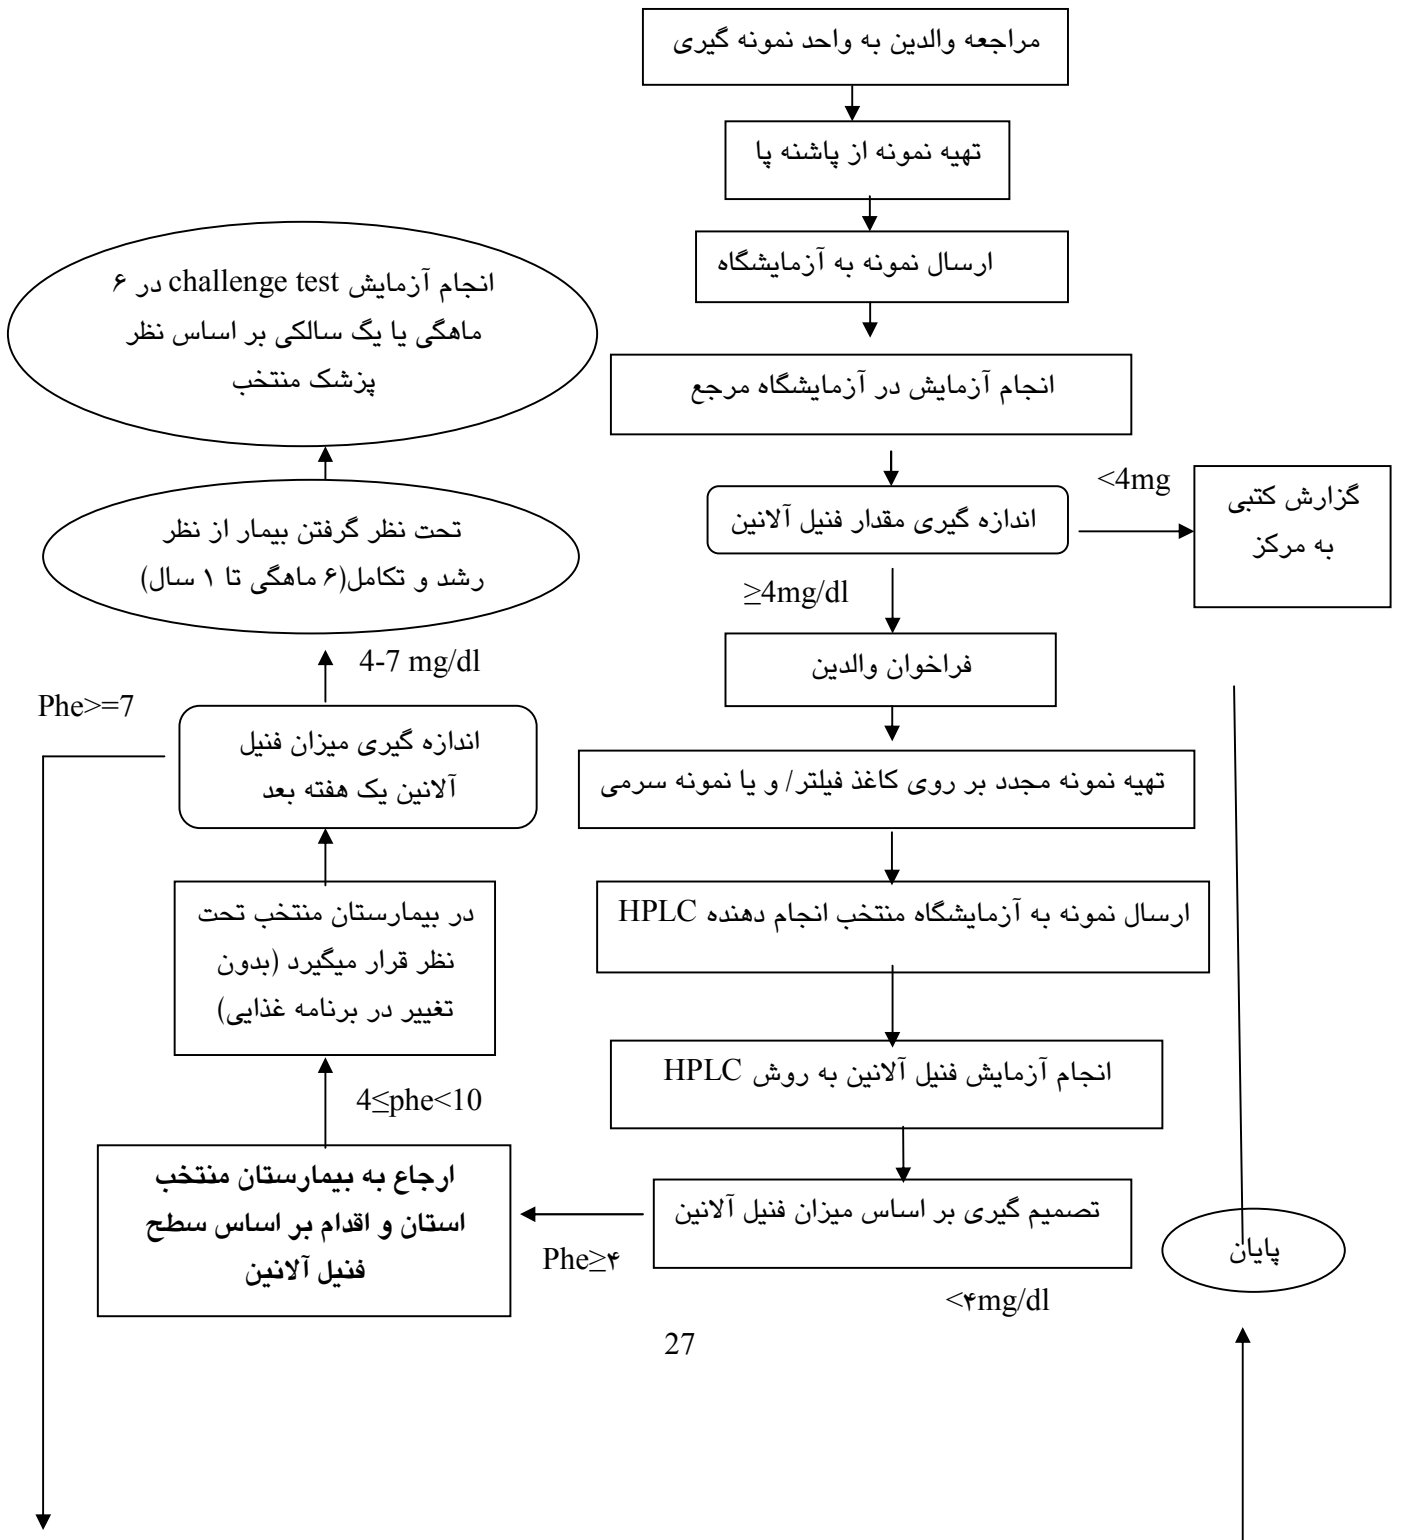 مراجعه والدین به واحد نمونه گیری
تهیه نمونه از پاشنه پا
ارسال نمونه به آزمایشگاه
انجام آزمایش در آزمایشگاه مرجع
اندازه گیری مقدار فنیل آلانین
<4mg
گزارش کتبی
به مرکز
≥4mg/dl
فراخوان والدین
تهیه نمونه مجدد بر روی کاغذ فیلتر/ و یا نمونه سرمی
ارسال نمونه به آزمایشگاه منتخب انجام دهنده HPLC
انجام آزمایش فنیل آلانین به روش HPLC
تصمیم گیری بر اساس میزان فنیل آلانین
<۴mg/dl
پایان
Phe≥۴
ارجاع به بیمارستان منتخب
استان و اقدام بر اساس سطح
فنیل آلانین
4≤phe<10
در بیمارستان منتخب تحت
نظر قرار میگیرد (بدون
تغییر در برنامه غذایی)
اندازه گیری میزان فنیل
آلانین یک هفته بعد
Phe>=7
4-7 mg/dl
تحت نظر گرفتن بیمار از نظر
رشد و تکامل(۶ ماهگی تا ۱ سال)
انجام آزمایش challenge test در ۶
ماهگی یا یگ سالکی بر اساس نظر
پزشک منتخب
27